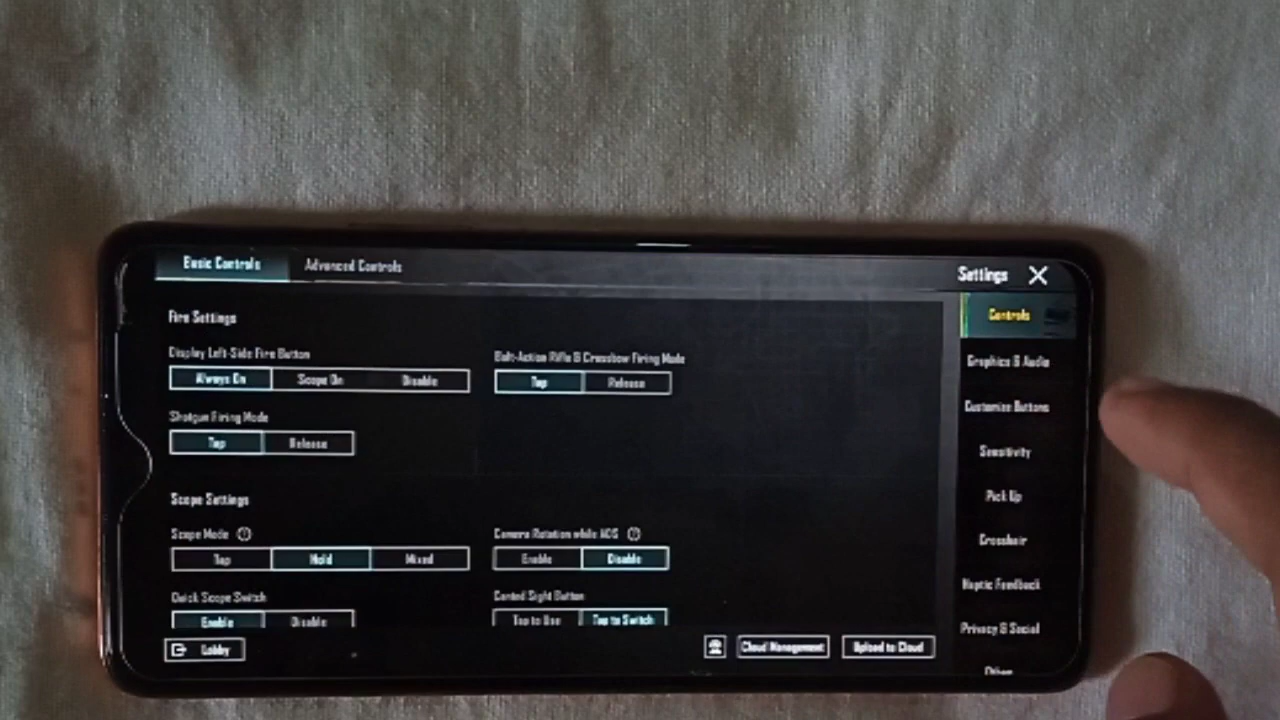 Basic Controls
Advanced Controls
Settings
Fire Settings
Display Left-Side Fire Button
Always On
Scope On
Disable
Bolt-Action Rifle & Crossbow Firing Mode
Tap
Release
Shotgun Firing Mode
Tap
Release
Scope Settings
Scope Mode
Tap
Hold
Mixed
Camera Rotation while ADS
Enable
Disable
Quick Scope Switch
Enable
Disable
Canted Sight Button
Tap to Use
Tap to Switch
Lobby
Cloud Management
Upload to Cloud
Controls
Graphics & Audio
Customize Buttons
Sensitivity
Pick Up
Crosshair
Haptic Feedback
Privacy & Social
Other